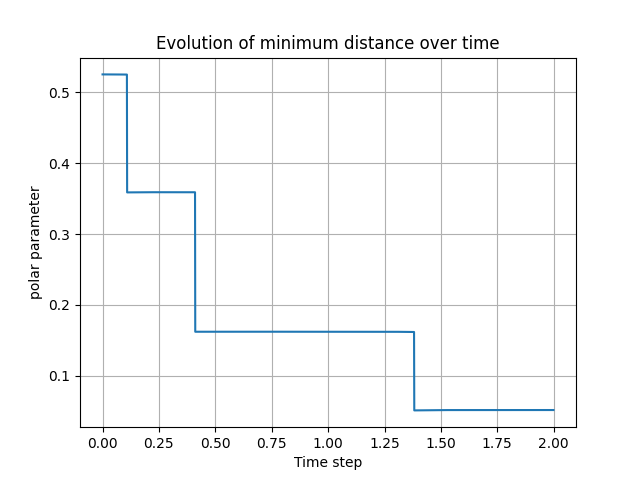 Evolution of minimum distance over time
polar parameter
0.5
0.4
0.3
0.2
0.1
0.00 0.25 0.50 0.75 1.00 1.25 1.50 1.75 2.00
Time step